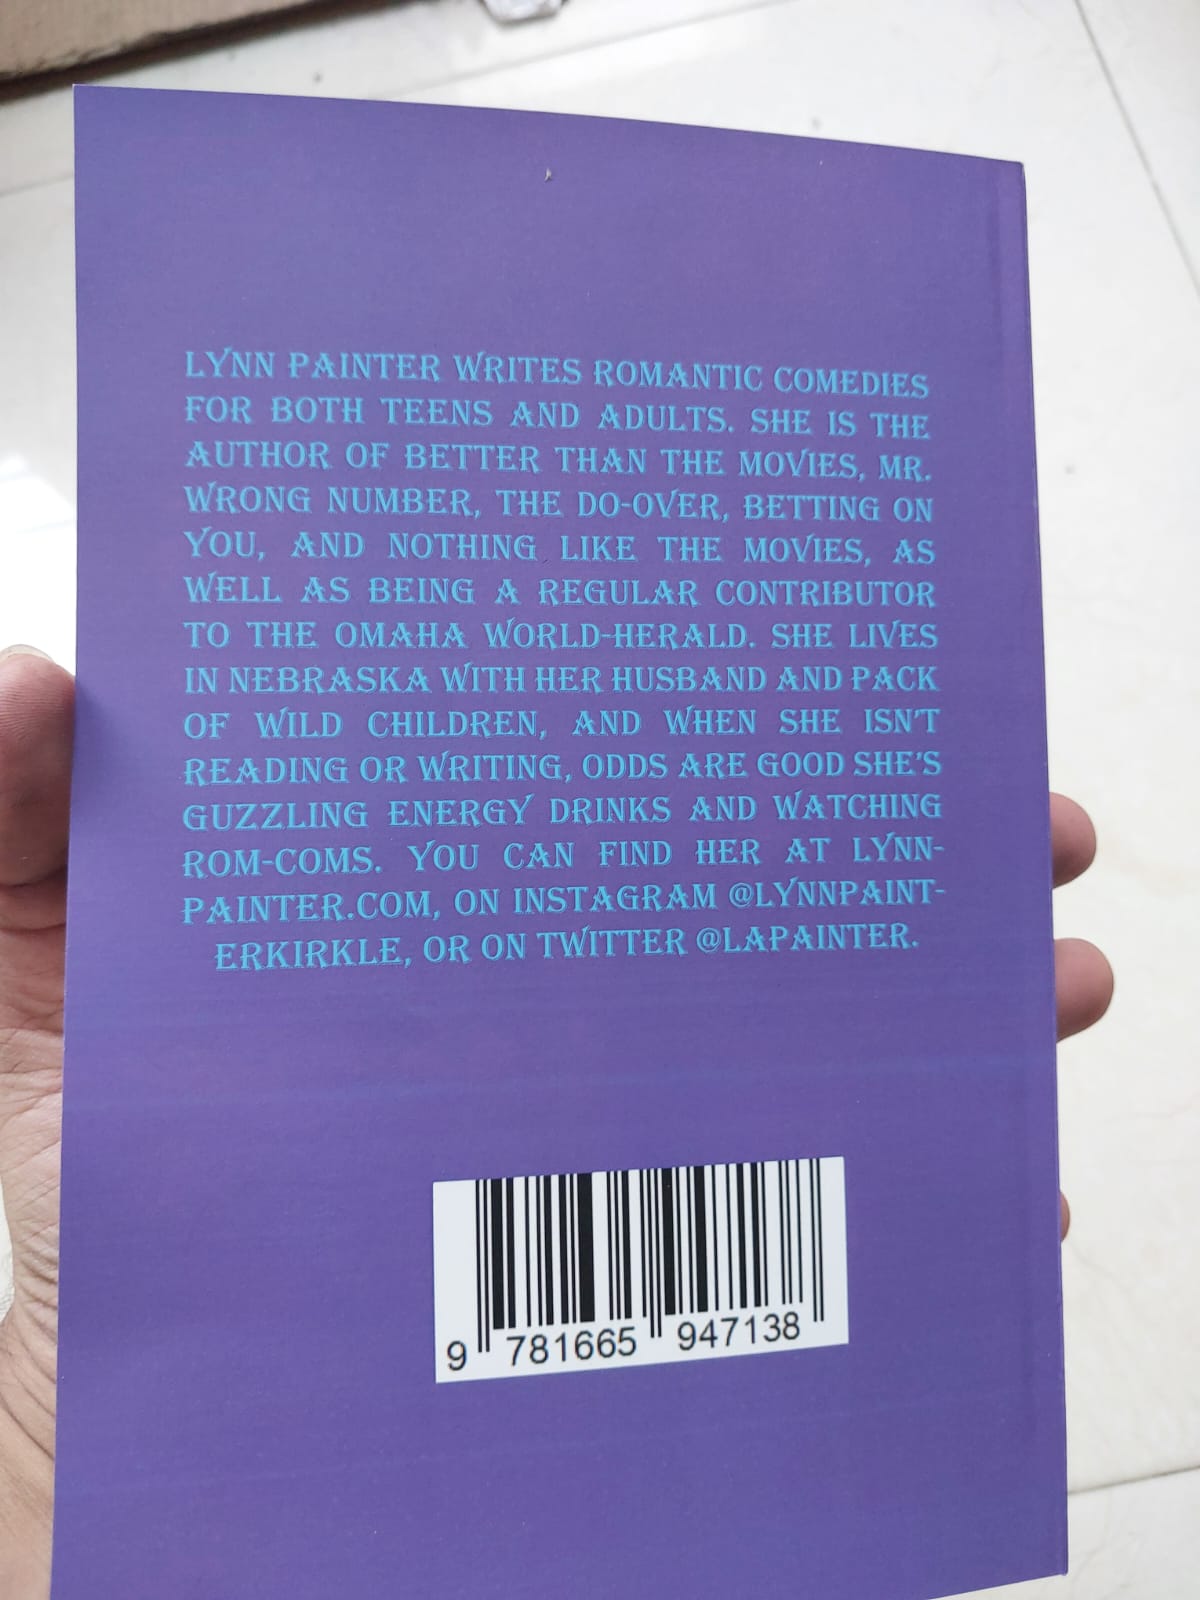 LYNN PAINTER WRITES ROMANTIC COMEDIES
FOR BOTH TEENS AND ADULTS. SHE IS THE
AUTHOR OF BETTER THAN THE MOVIES, MR.
WRONG NUMBER, THE DO-OVER, BETTING ON
YOU, AND NOTHING LIKE THE MOVIES, AS
WELL AS BEING A REGULAR CONTRIBUTOR
TO THE OMAHA WORLD-HERALD. SHE LIVES
IN NEBRASKA WITH HER HUSBAND AND PACK
OF WILD CHILDREN, AND WHEN SHE ISN'T
READING OR WRITING, ODDS ARE GOOD SHE'S
GUZZLING ENERGY DRINKS AND WATCHING
ROM-COMS. YOU CAN FIND HER AT LYNN-
PAINTER.COM, ON INSTAGRAM @LYNNPAINT-
ERKIRKLE, OR ON TWITTER @LAPAINTER.
9 781665 947138